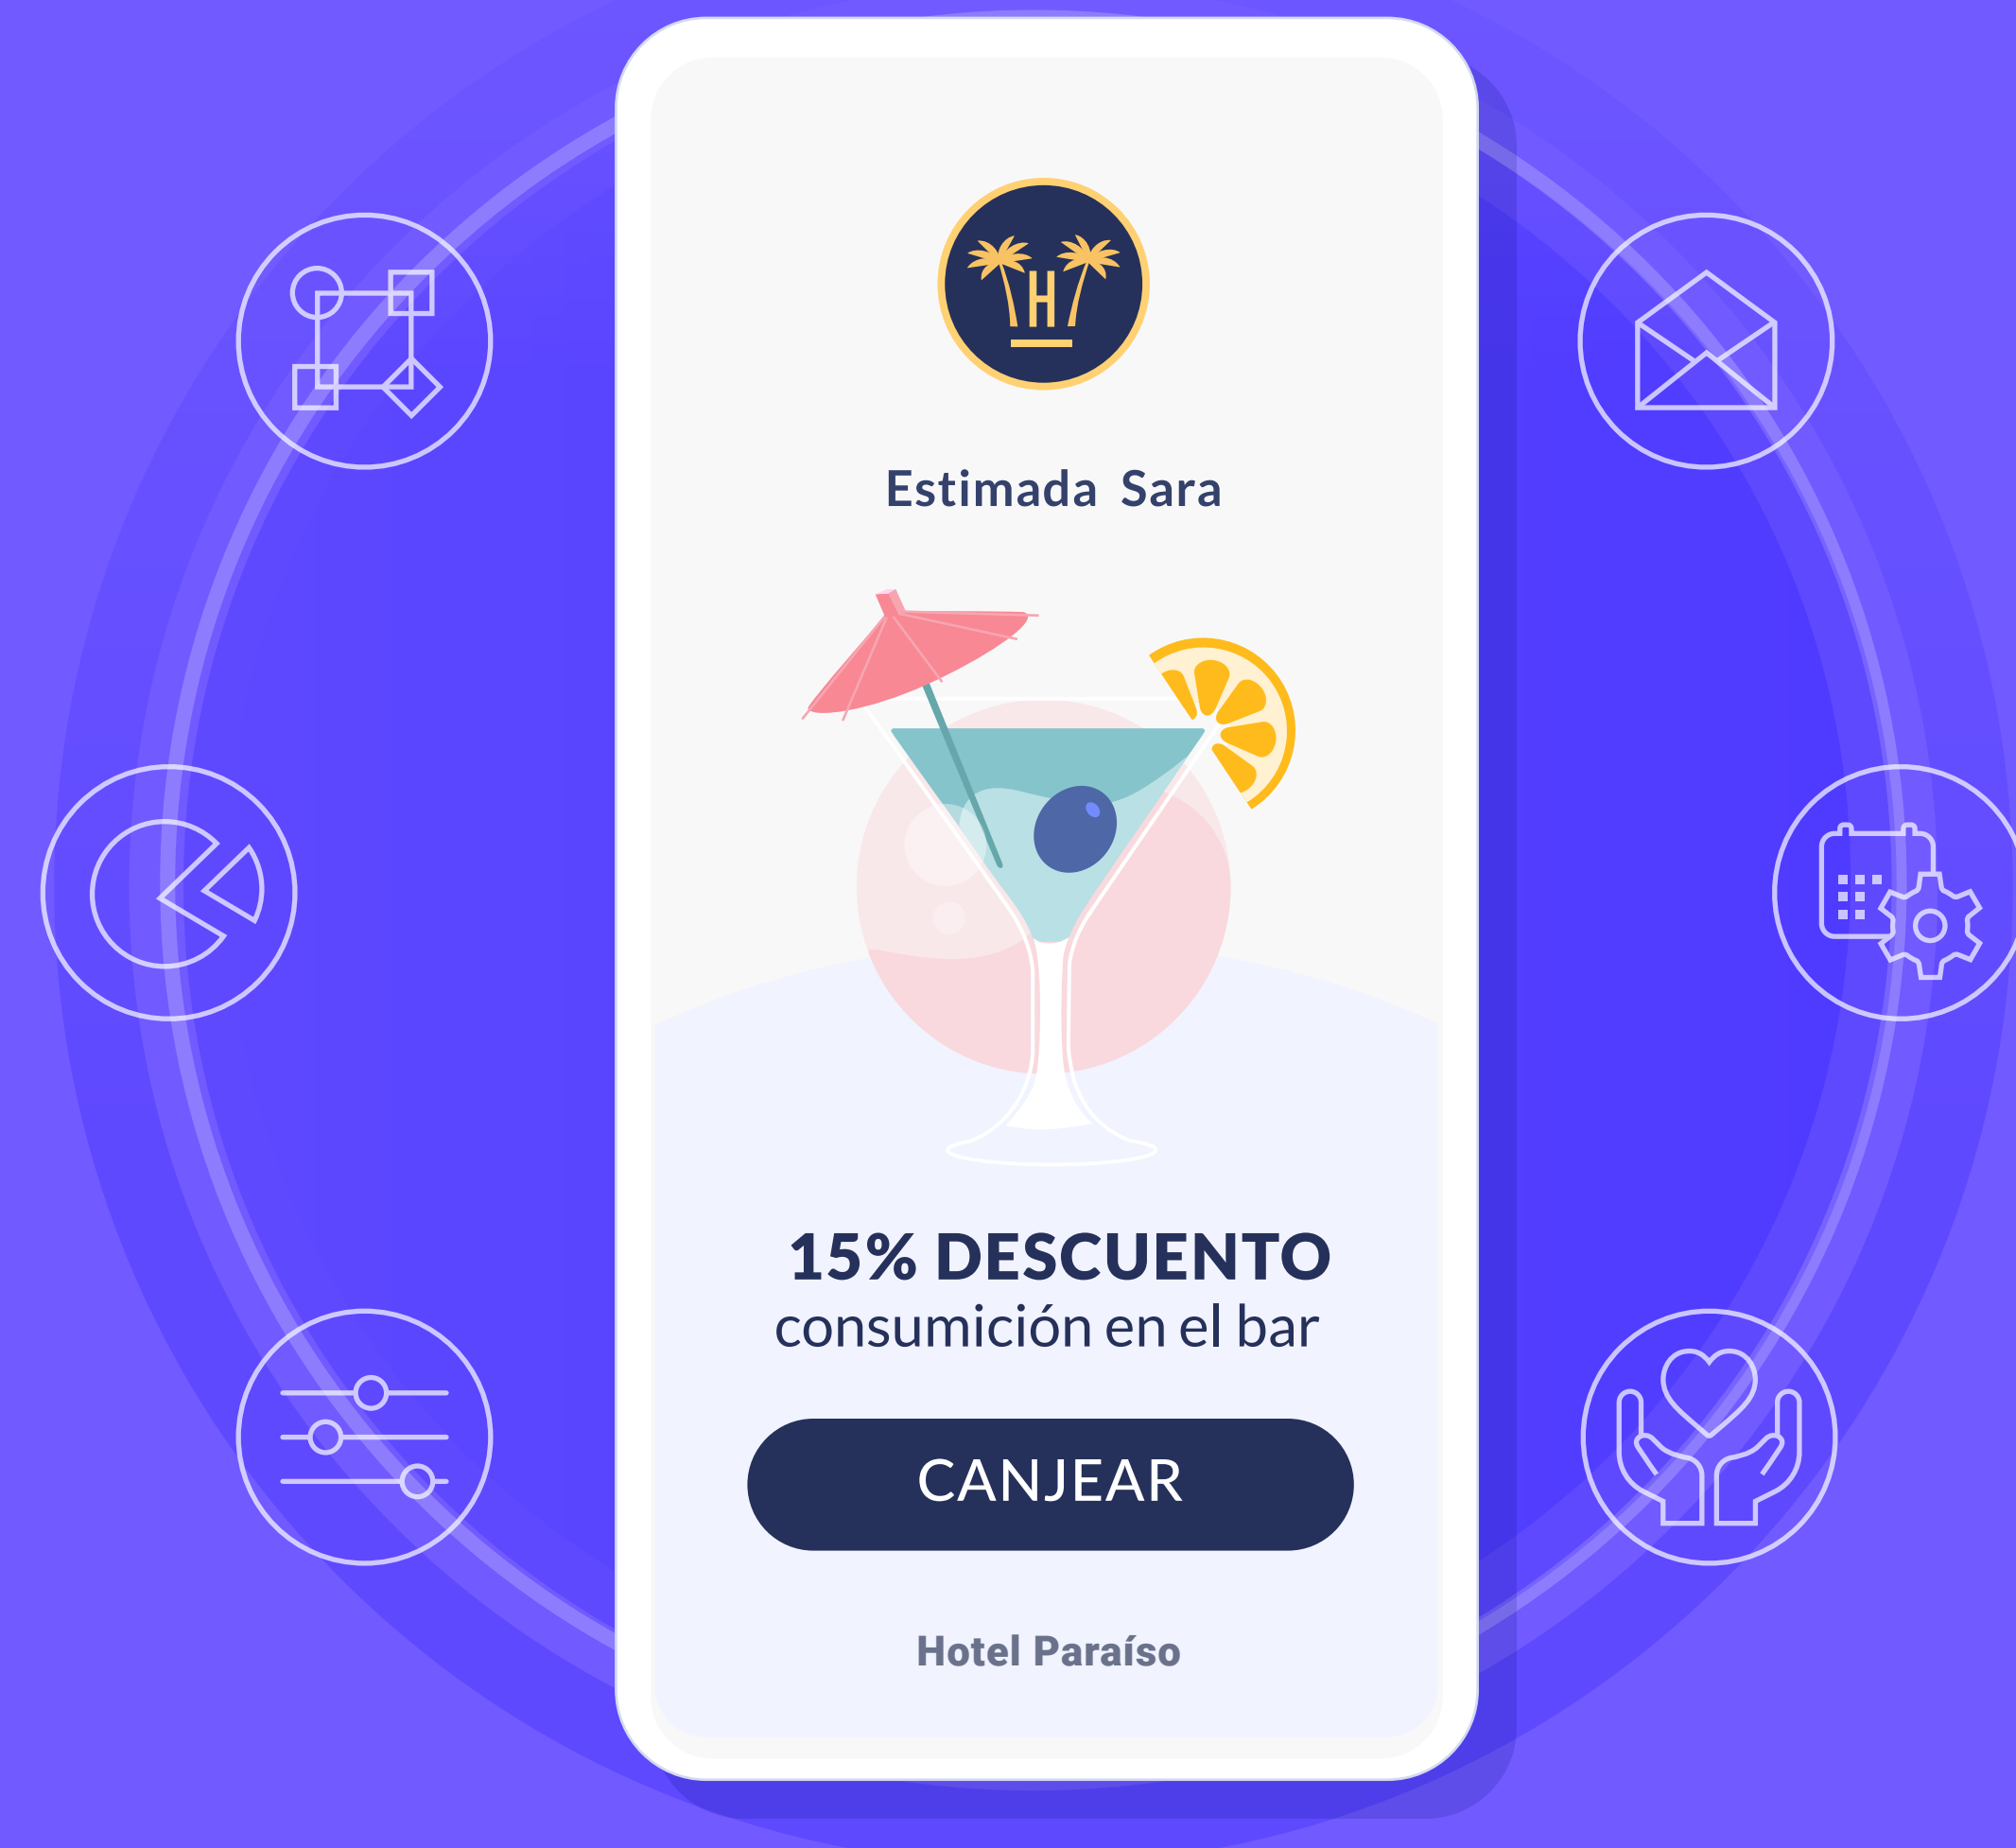 H
Estimada Sara
15% DESCUENTO
consumición en el bar
CANJEAR
Hotel Paraíso